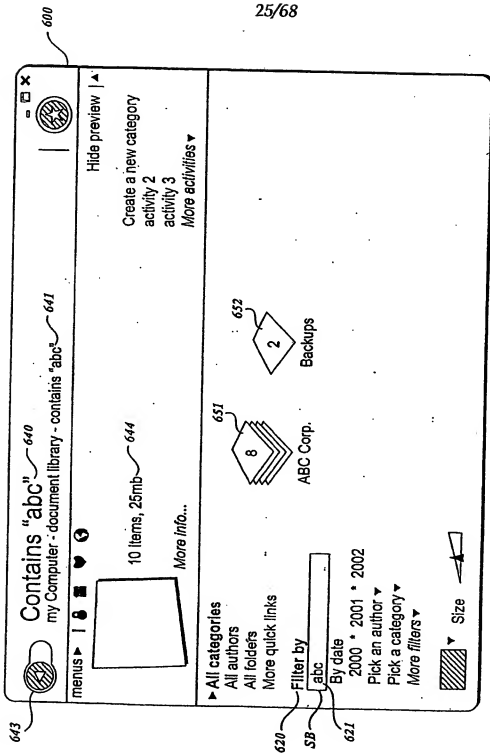 25/68
600
643
Contains "abc" 640
my Computer - document library - contains "abc" 641
menus
Hide preview
10 items, 25mb 644
More info...
Create a new category
activity 2
activity 3
More activities
All categories
All authors
All folders
More quick links
620
Filter by
SB
abc
621
By date
2000 * 2001 * 2002
Pick an author
Pick a category
More filters
Size
651
8
ABC Corp.
652
2
Backups